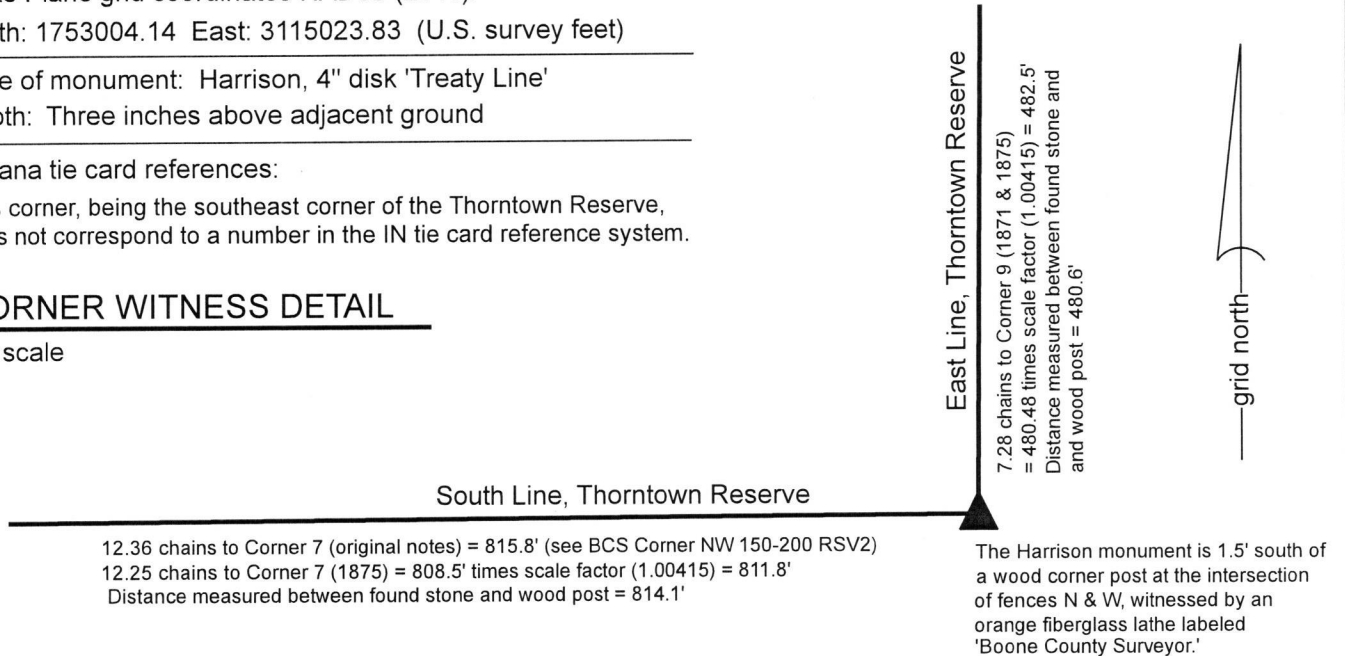 th: 1753004.14 East: 3115023.83 (U.S. survey feet)
e of monument: Harrison, 4" disk 'Treaty Line'
oth: Three inches above adjacent ground
ana tie card references:
corner, being the southeast corner of the Thorntown Reserve,
s not correspond to a number in the IN tie card reference system.
ORNER WITNESS DETAIL
scale
East Line, Thorntown Reserve
7.28 chains to Corner 9 (1871 & 1875)
= 480.48 times scale factor (1.00415) = 482.5'
Distance measured between found stone and
and wood post = 480.6'
grid north
South Line, Thorntown Reserve
12.36 chains to Corner 7 (original notes) = 815.8' (see BCS Corner NW 150-200 RSV2)
12.25 chains to Corner 7 (1875) = 808.5' times scale factor (1.00415) = 811.8'
Distance measured between found stone and wood post = 814.1'
The Harrison monument is 1.5' south of
a wood corner post at the intersection
of fences N & W, witnessed by an
orange fiberglass lathe labeled
'Boone County Surveyor.'